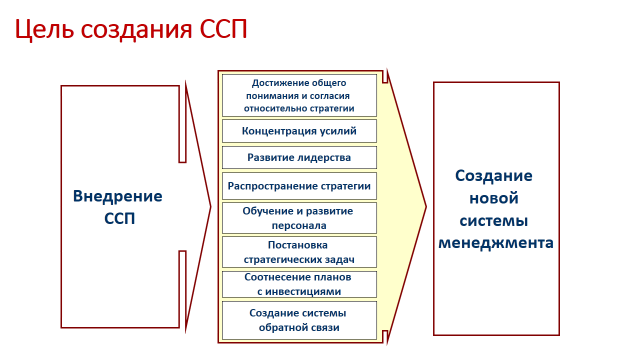 Цель создания ССП
Внедрение
ССП
Достижение общего
понимания и согласия
относительно стратегии
Концентрация усилий
Развитие лидерства
Распространение стратегии
Обучение и развитие
персонала
Постановка
стратегических задач
Соотнесение планов
с инвестициями
Создание системы
обратной связи
Создание
новой
системы
менеджмента